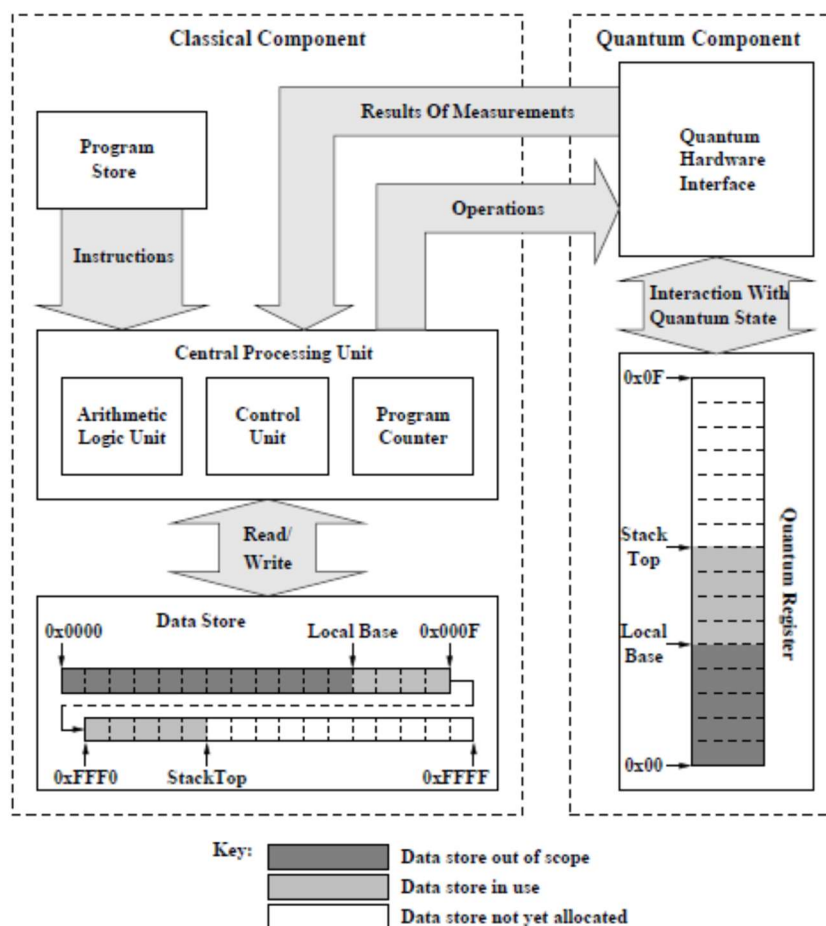 Classical Component
Quantum Component
Results Of Measurements
Program
Store
Quantum
Hardware
Interface
Operations
Instructions
Interaction With
Quantum State
Central Processing Unit
Arithmetic
Logic Unit
Control
Unit
Program
Counter
0x0F
Stack
Top
Local
Base
0x00
Quantum Register
Read/
Write
Data Store
0x0000
Local Base
0x000F
0xFFF0
StackTop
0xFFFF
Key:
Data store out of scope
Data store in use
Data store not yet allocated